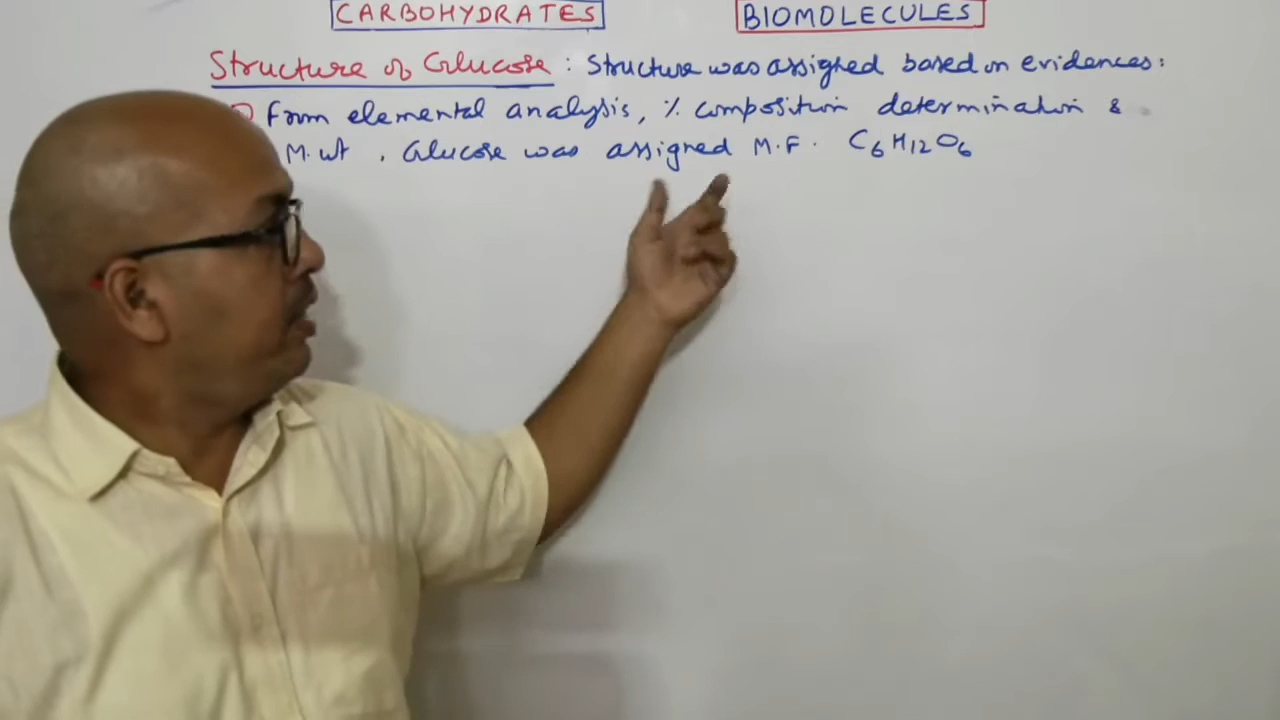 CARBOHYDRATES BIOMOLECULES
Structure of Glucose : Structure was assigned based on evidences:
From elemental analysis, % composition determination &
M.wt. Glucose was assigned M.F. C6H12O6